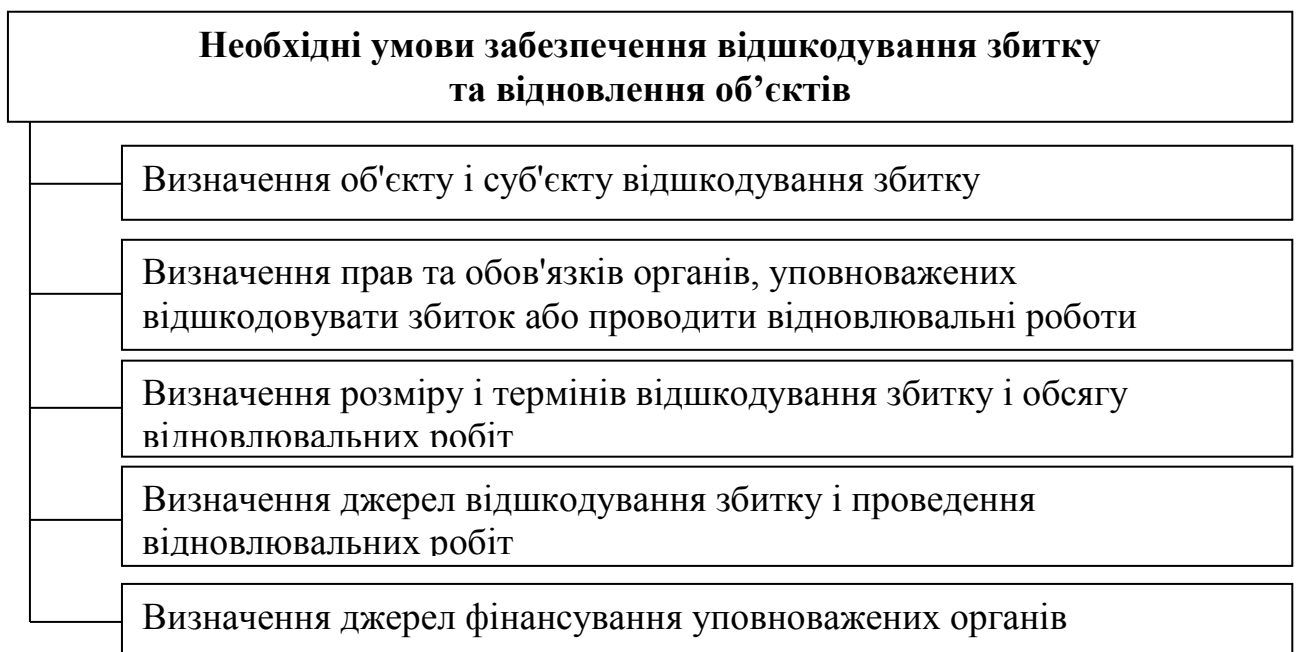 Необхідні умови забезпечення відшкодування збитку
та відновлення об’єктів
Визначення об'єкту і суб'єкту відшкодування збитку
Визначення прав та обов'язків органів, уповноважених
відшкодовувати збиток або проводити відновлювальні роботи
Визначення розміру і термінів відшкодування збитку і обсягу
відновлювальних робіт
Визначення джерел відшкодування збитку і проведення
відновлювальних робіт
Визначення джерел фінансування уповноважених органів